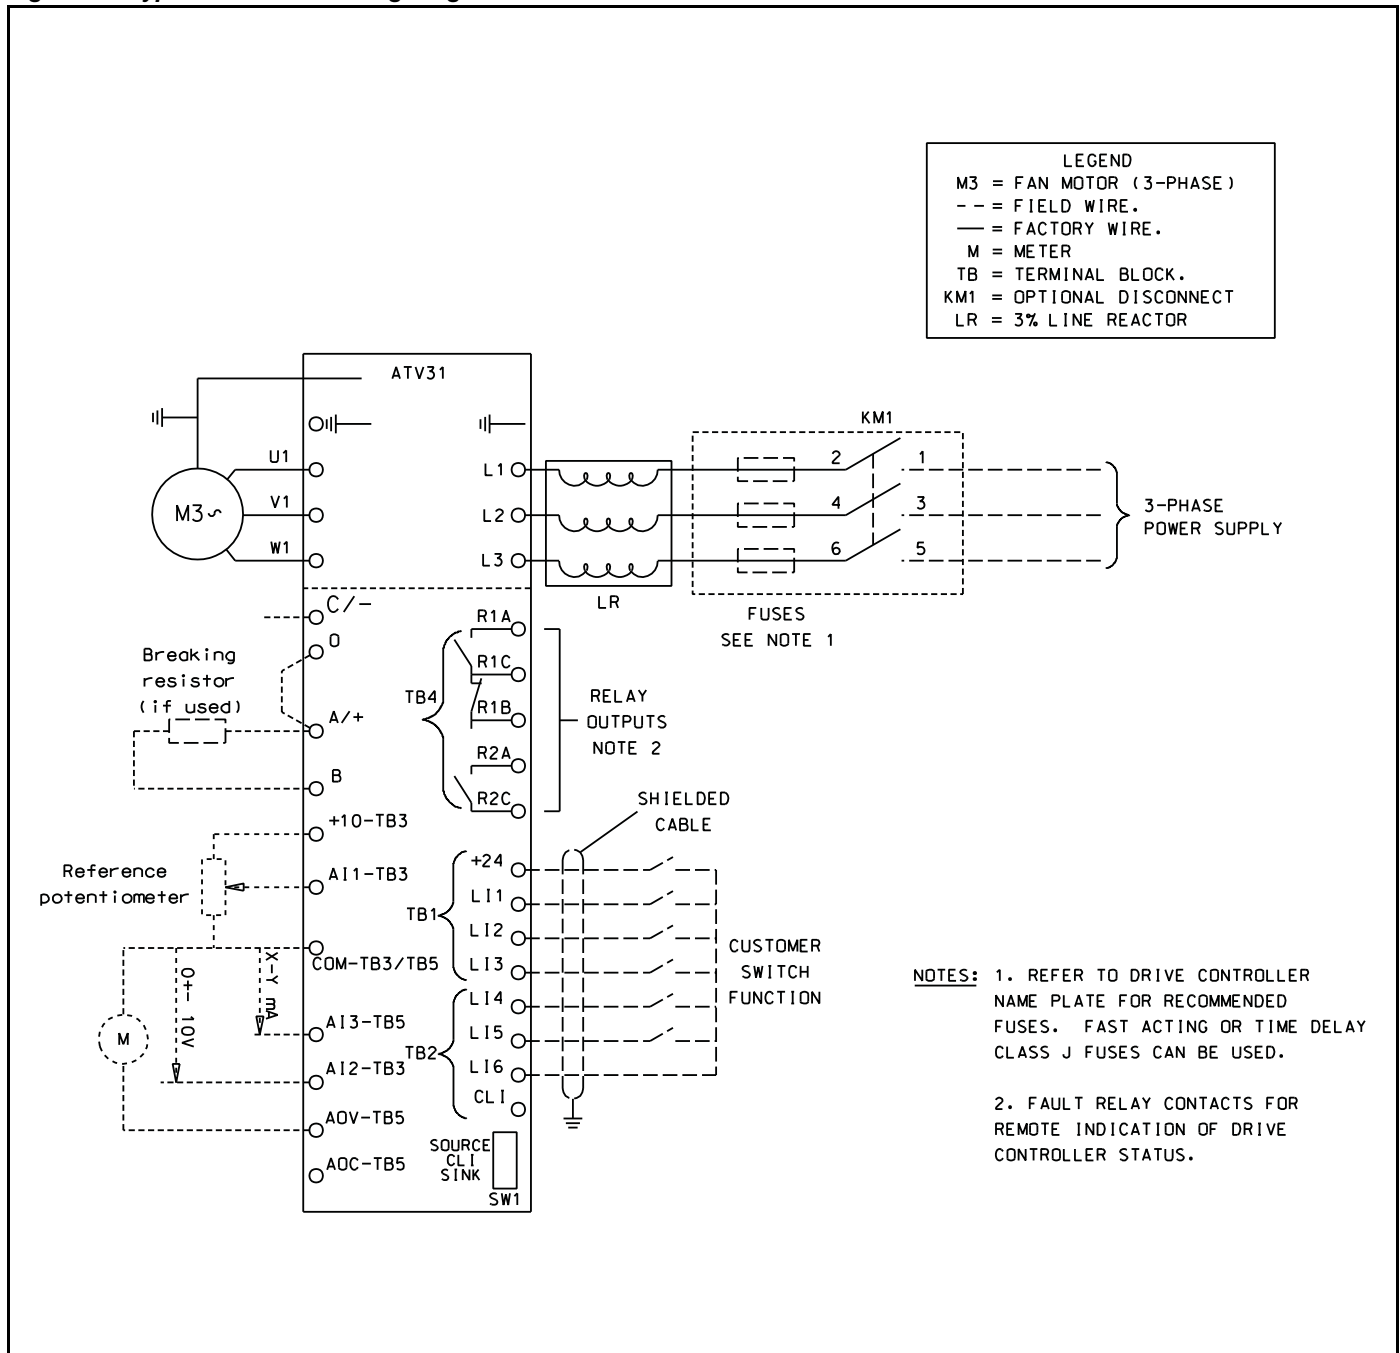 LEGEND
M3 = FAN MOTOR (3-PHASE)
-- = FIELD WIRE.
— = FACTORY WIRE.
M = METER
TB = TERMINAL BLOCK.
KM1 = OPTIONAL DISCONNECT
LR = 3% LINE REACTOR
ATV31
KM1
U1
V1
W1
M3~
L1
L2
L3
2
1
4
3
6
5
3-PHASE
POWER SUPPLY
LR
FUSES
SEE NOTE 1
C/-
O
Breaking
resistor
(if used)
A/+
B
R1A
R1C
R1B
R2A
R2C
TB4
RELAY
OUTPUTS
NOTE 2
SHIELDED
CABLE
+10-TB3
Reference
potentiometer
AI1-TB3
COM-TB3/TB5
X-Y mA
0+- 10V
M
AI3-TB5
AI2-TB3
AOV-TB5
AOC-TB5
+24
LI1
LI2
LI3
TB1
LI4
LI5
LI6
CLI
TB2
CUSTOMER
SWITCH
FUNCTION
SOURCE
CLI
SINK
SW1
NOTES: 1. REFER TO DRIVE CONTROLLER
NAME PLATE FOR RECOMMENDED
FUSES. FAST ACTING OR TIME DELAY
CLASS J FUSES CAN BE USED.
2. FAULT RELAY CONTACTS FOR
REMOTE INDICATION OF DRIVE
CONTROLLER STATUS.